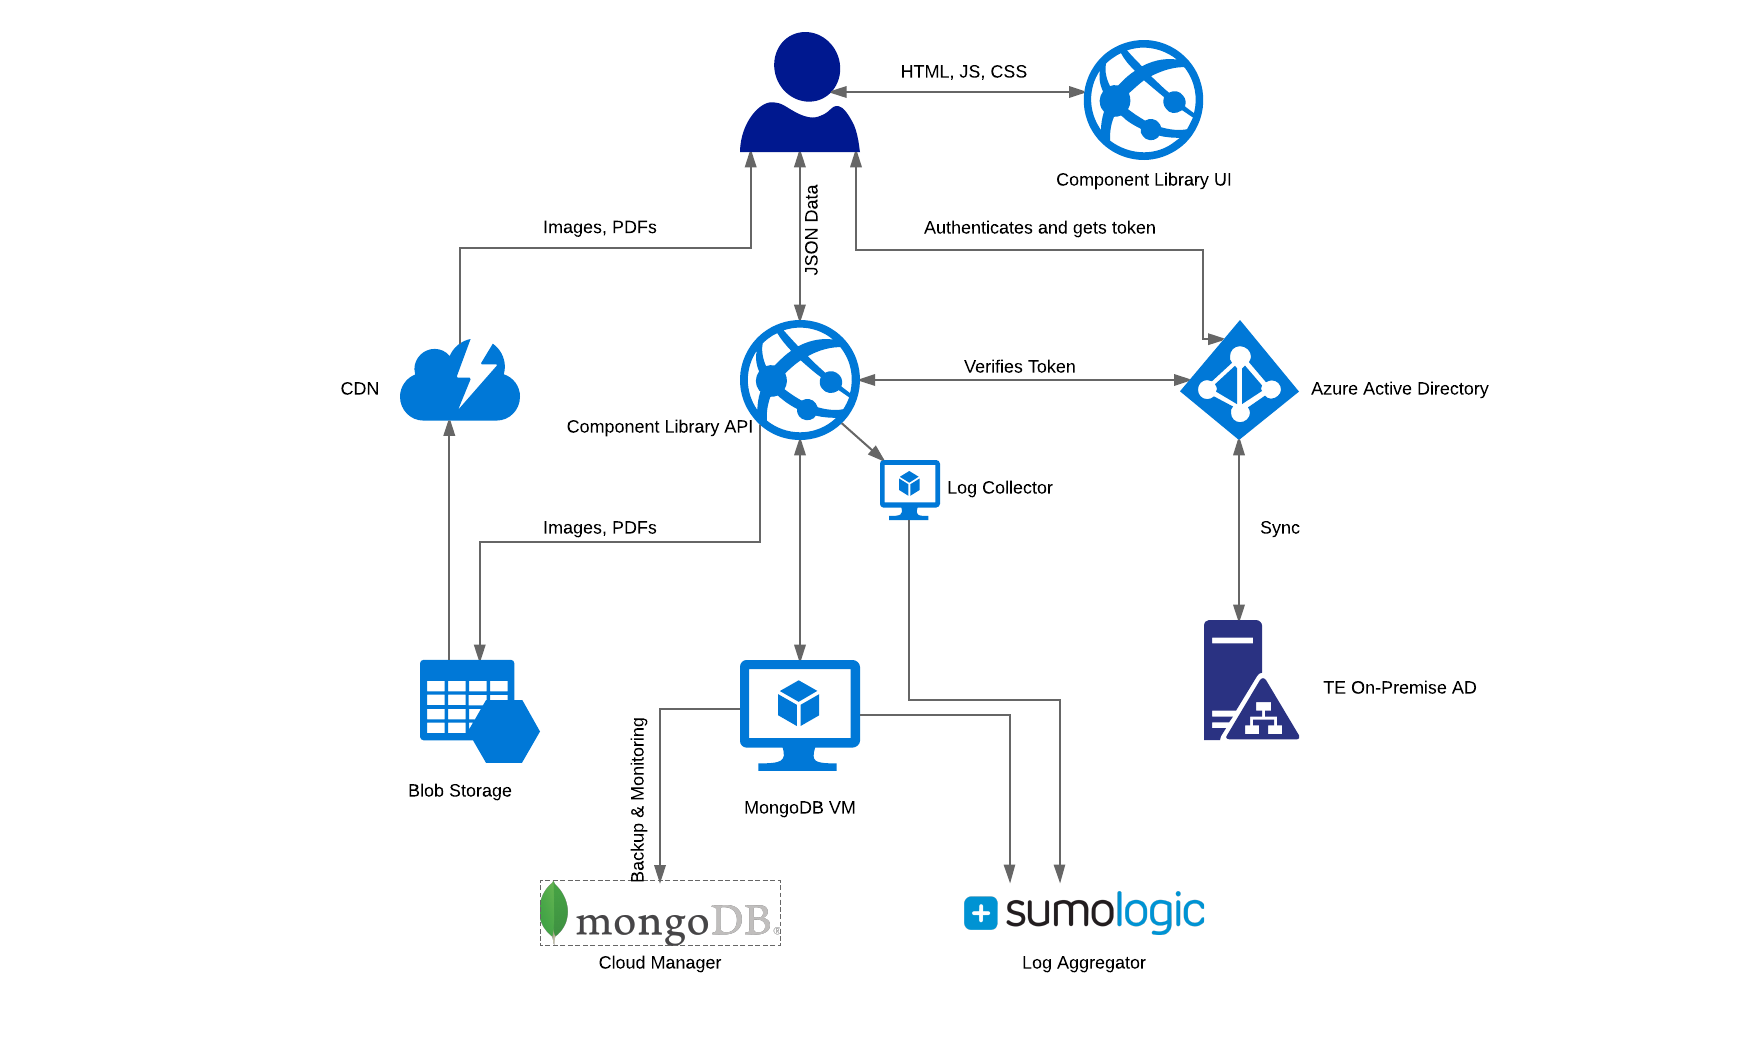 HTML, JS, CSS
Component Library UI
JSON Data
Images, PDFs
Authenticates and gets token
Verifies Token
CDN
Azure Active Directory
Component Library API
Log Collector
Images, PDFs
Sync
TE On-Premise AD
Blob Storage
MongoDB VM
Backup & Monitoring
mongoDB®
sumologic
Cloud Manager
Log Aggregator